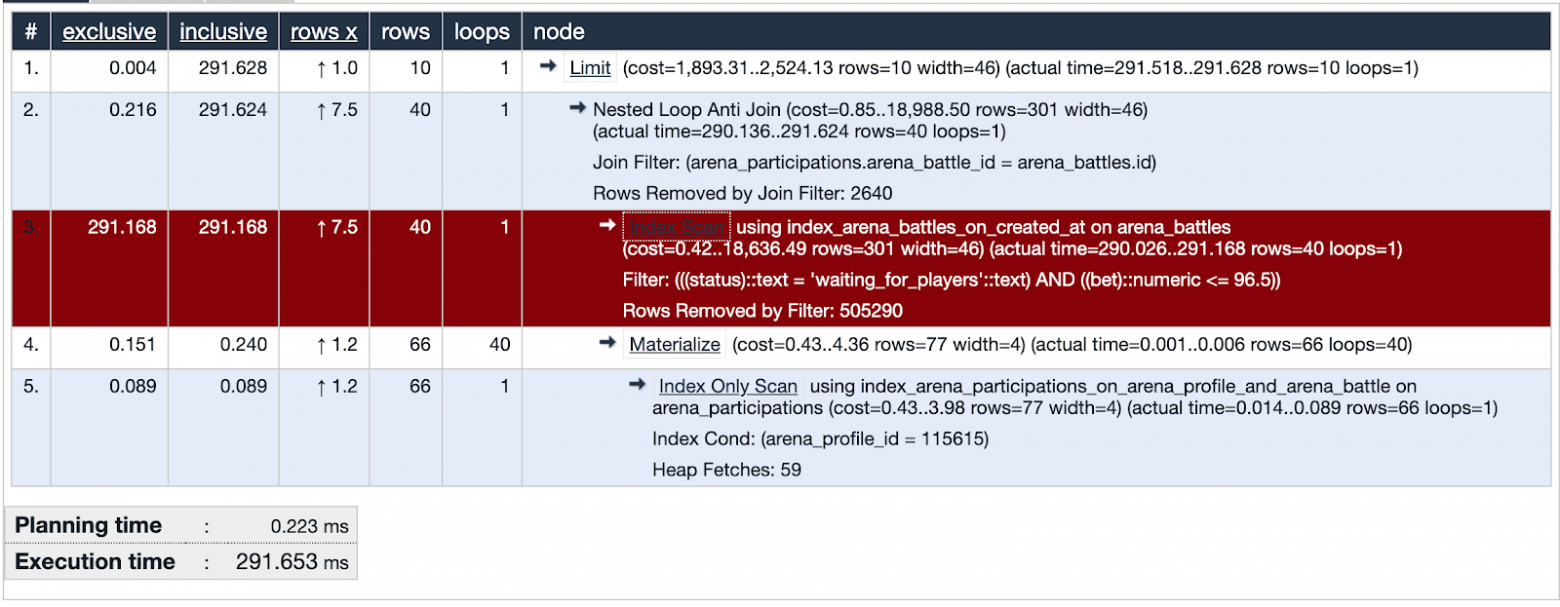 # exclusive inclusive rows x rows loops node
1. 0.004 291.628 ↑ 1.0 10 1 → Limit (cost=1,893.31..2,524.13 rows=10 width=46) (actual time=291.518..291.628 rows=10 loops=1)
2. 0.216 291.624 ↑ 7.5 40 1 → Nested Loop Anti Join (cost=0.85..18,988.50 rows=301 width=46)
(actual time=290.136..291.624 rows=40 loops=1)
Join Filter: (arena_participations.arena_battle_id = arena_battles.id)
Rows Removed by Join Filter: 2640
3. 291.168 291.168 ↑ 7.5 40 1 → Index Scan using index_arena_battles_on_created_at on arena_battles
(cost=0.42..18,636.49 rows=301 width=46) (actual time=290.026..291.168 rows=40 loops=1)
Filter: (((status)::text = 'waiting_for_players'::text) AND ((bet)::numeric <= 96.5))
Rows Removed by Filter: 505290
4. 0.151 0.240 ↑ 1.2 66 40 → Materialize (cost=0.43..4.36 rows=77 width=4) (actual time=0.001..0.006 rows=66 loops=40)
5. 0.089 0.089 ↑ 1.2 66 1 → Index Only Scan using index_arena_participations_on_arena_profile_and_arena_battle on
arena_participations (cost=0.43..3.98 rows=77 width=4) (actual time=0.014..0.089 rows=66 loops=1)
Index Cond: (arena_profile_id = 115615)
Heap Fetches: 59
Planning time : 0.223 ms
Execution time : 291.653 ms